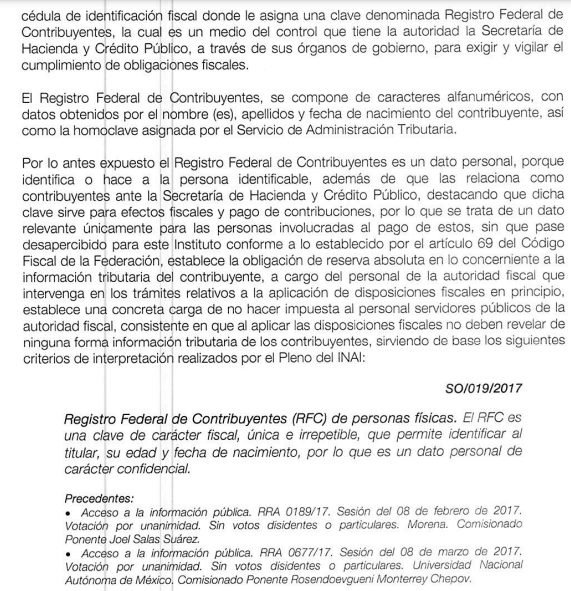 cédula de identificación fiscal donde le asigna una clave denominada Registro Federal de
Contribuyentes, la cual es un medio del control que tiene la autoridad la Secretaría de
Hacienda y Crédito Público, a través de sus órganos de gobierno, para exigir y vigilar el
cumplimiento de obligaciones fiscales.
El Registro Federal de Contribuyentes, se compone de caracteres alfanuméricos, con
datos obtenidos por el nombre (es), apellidos y fecha de nacimiento del contribuyente, así
como la homoclave asignada por el Servicio de Administración Tributaria.
Por lo antes expuesto el Registro Federal de Contribuyentes es un dato personal, porque
identifica o hace a la persona identificable, además de que las relaciona como
contribuyentes ante la Secretaría de Hacienda y Crédito Público, destacando que dicha
clave sirve para efectos fiscales y pago de contribuciones, por lo que se trata de un dato
relevante únicamente para las personas involucradas al pago de estos, sin que pase
desapercibido para este Instituto conforme a lo establecido por el artículo 69 del Código
Fiscal de la Federación, establece la obligación de reserva absoluta en lo concerniente a la
información tributaria del contribuyente, a cargo del personal de la autoridad fiscal que
intervenga en los trámites relativos a la aplicación de disposiciones fiscales en principio,
establece una concreta carga de no hacer impuesta al personal servidores públicos de la
autoridad fiscal, consistente en que al aplicar las disposiciones fiscales no deben revelar de
ninguna forma información tributaria de los contribuyentes, sirviendo de base los siguientes
criterios de interpretación realizados por el Pleno del INAI:
SO/019/2017
Registro Federal de Contribuyentes (RFC) de personas físicas. El RFC es
una clave de carácter fiscal, única e irrepetible, que permite identificar al
titular, su edad y fecha de nacimiento, por lo que es un dato personal de
carácter confidencial.
Precedentes:
• Acceso a la información pública. RRA 0189/17. Sesión del 08 de febrero de 2017.
Votación por unanimidad. Sin votos disidentes o particulares. Morena. Comisionado
Ponente Joel Salas Suárez.
• Acceso a la información pública. RRA 0677/17. Sesión del 08 de marzo de 2017.
Votación por unanimidad. Sin votos disidentes o particulares. Universidad Nacional
Autónoma de México. Comisionado Ponente Rosendoevgueni Monterrey Chepov.